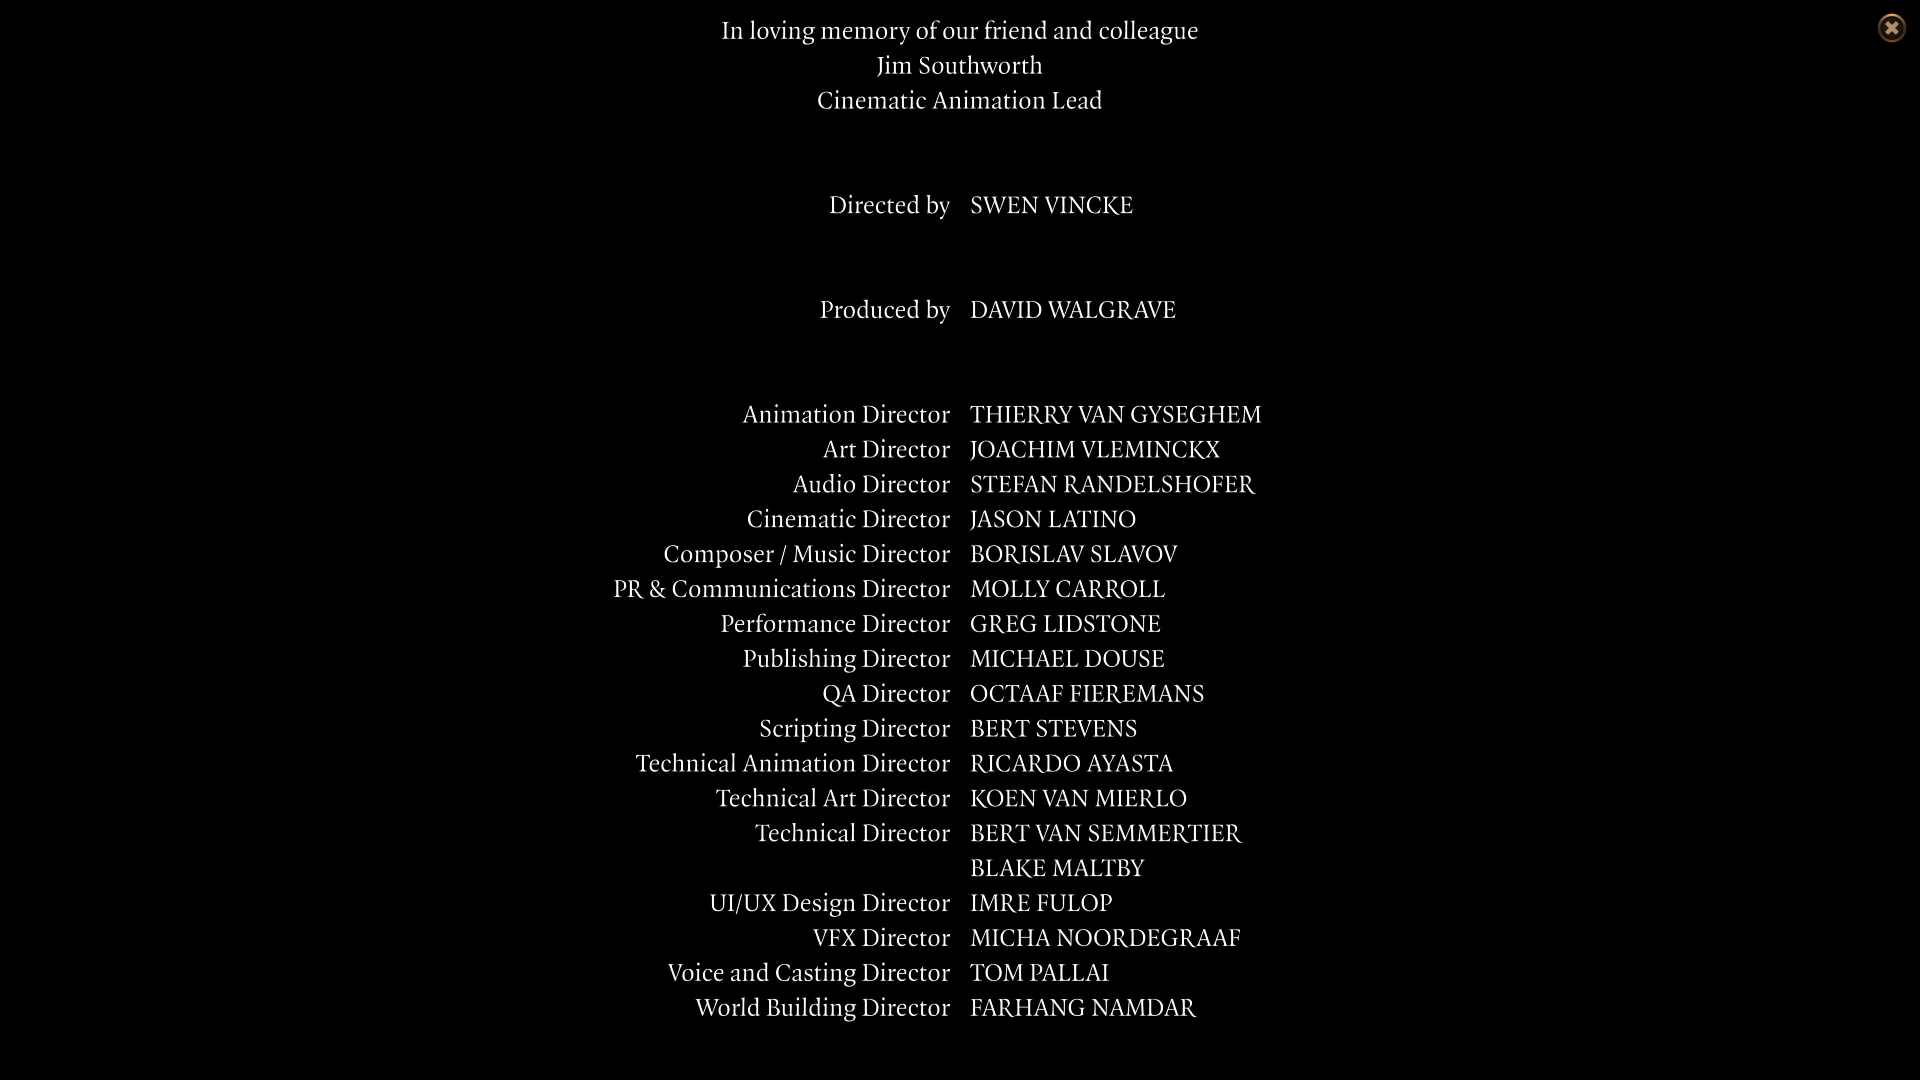 In loving memory of our friend and colleague
Jim Southworth
Cinematic Animation Lead
Directed by SWEN VINCKE
Produced by DAVID WALGRAVE
Animation Director THIERRY VAN GYSEGHEM
Art Director JOACHIM VLEMINCKX
Audio Director STEFAN RANDELSHOFER
Cinematic Director JASON LATINO
Composer / Music Director BORISLAV SLAVOV
PR & Communications Director MOLLY CARROLL
Performance Director GREG LIDSTONE
Publishing Director MICHAEL DOUSE
QA Director OCTAAF FIEREMANS
Scripting Director BERT STEVENS
Technical Animation Director RICARDO AYASTA
Technical Art Director KOEN VAN MIERLO
Technical Director BERT VAN SEMMERTIER
BLAKE MALTBY
UI/UX Design Director IMRE FULOP
VFX Director MICHA NOORDEGRAAF
Voice and Casting Director TOM PALLAI
World Building Director FARHANG NAMDAR